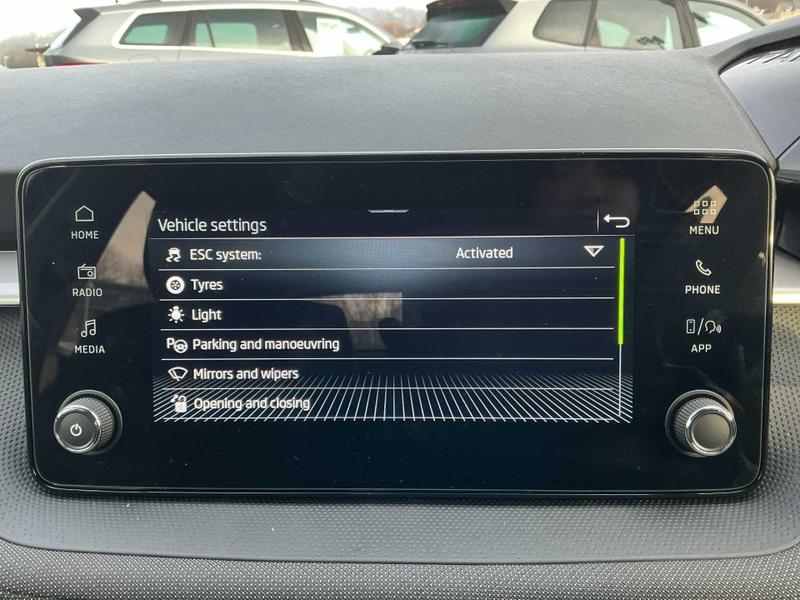 Vehicle settings
HOME
MENU
ESC system: Activated
RADIO
Tyres
PHONE
Light
MEDIA
Parking and manoeuvring
APP
Mirrors and wipers
Opening and closing